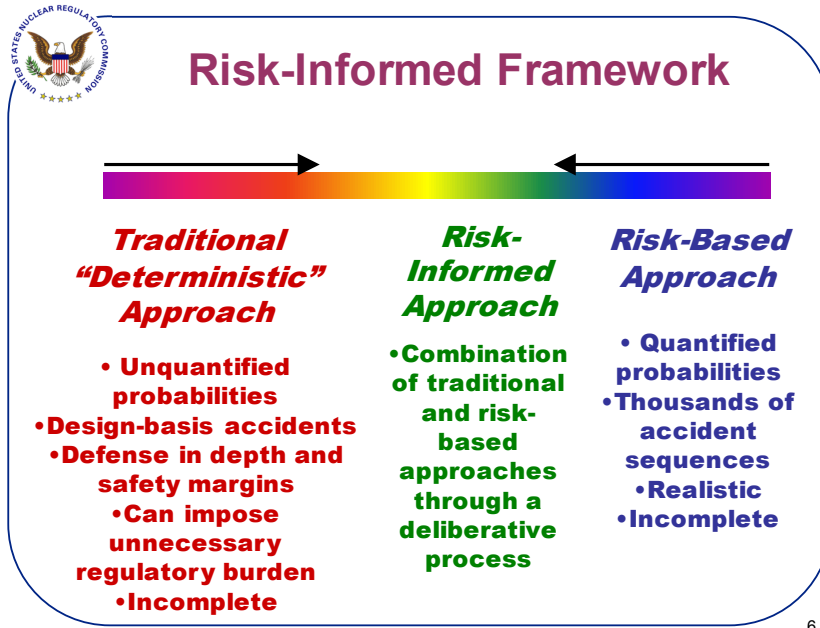 UNITED STATES NUCLEAR REGULATORY COMMISSION
Risk-Informed Framework
Traditional
“Deterministic”
Approach
• Unquantified
probabilities
•Design-basis accidents
•Defense in depth and
safety margins
•Can impose
unnecessary
regulatory burden
•Incomplete
Risk-
Informed
Approach
•Combination
of traditional
and risk-
based
approaches
through a
deliberative
process
Risk-Based
Approach
• Quantified
probabilities
•Thousands of
accident
sequences
•Realistic
•Incomplete
6